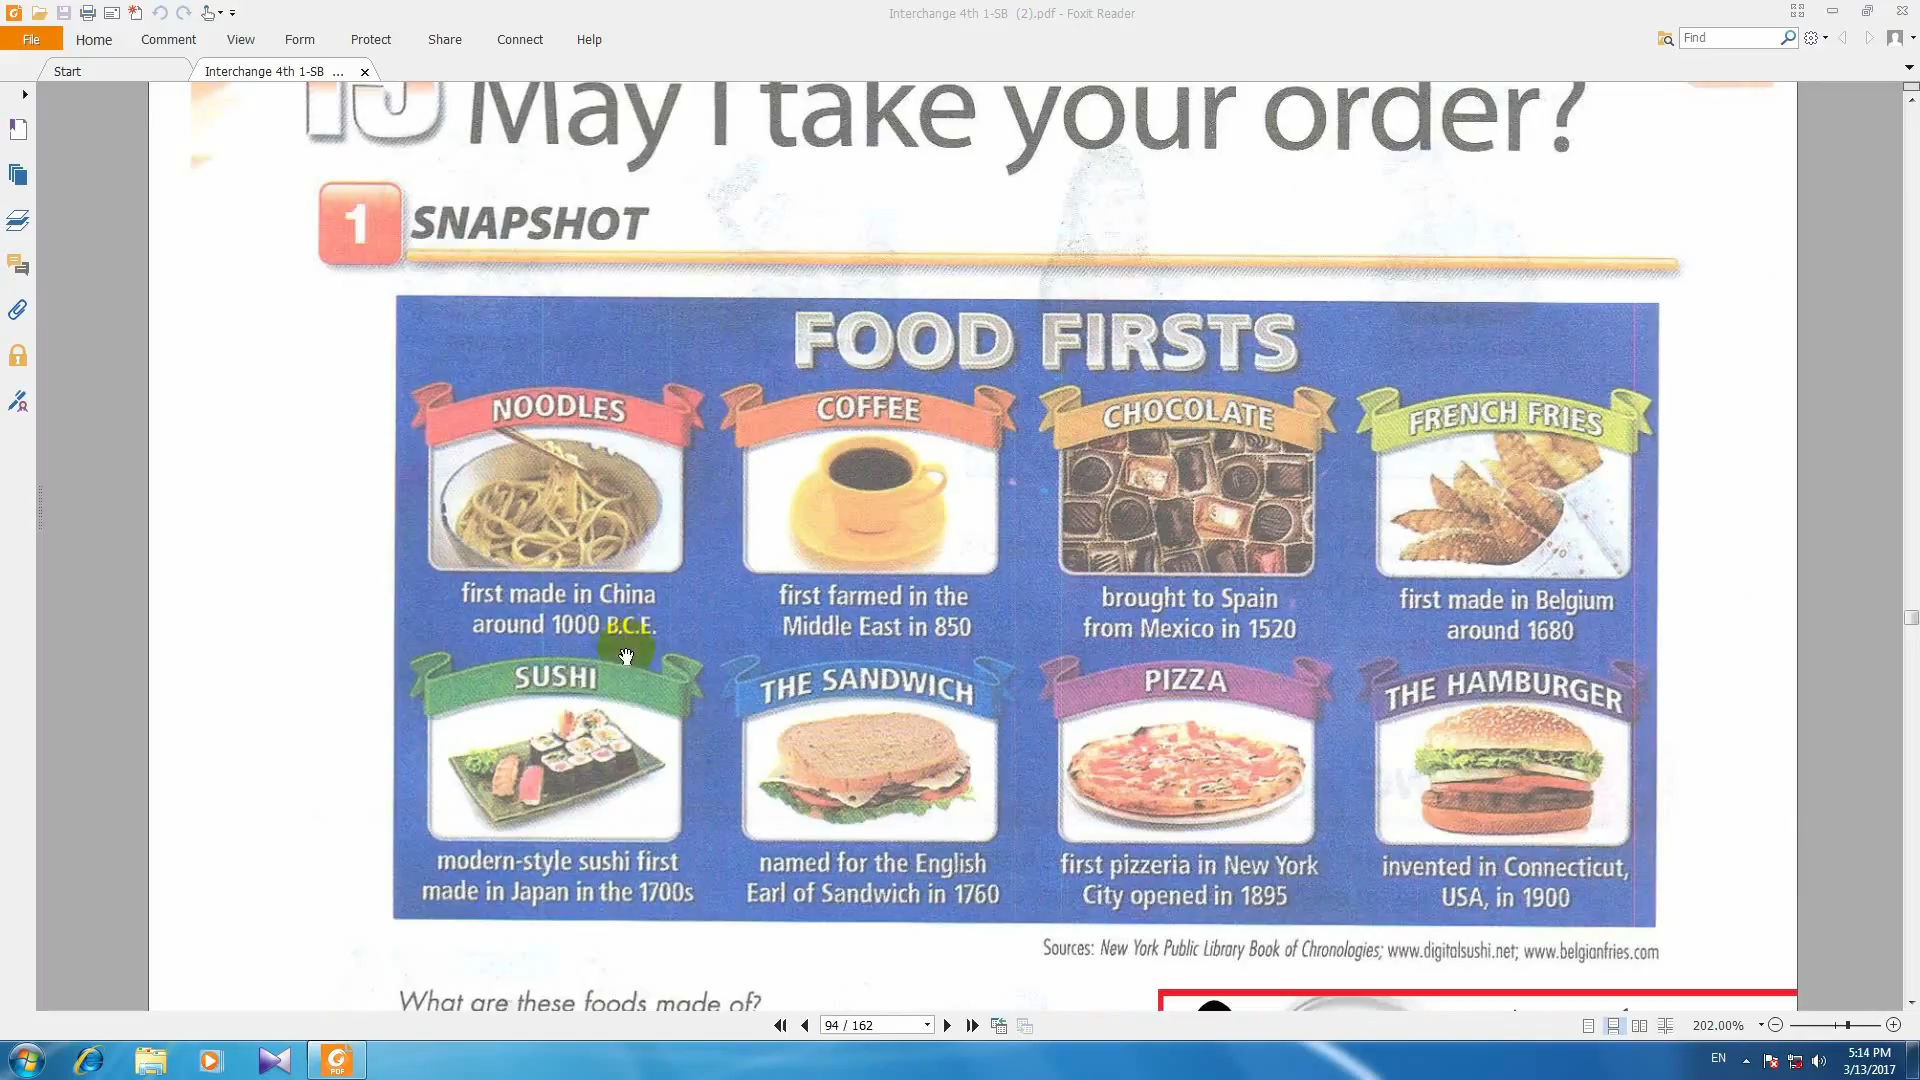 Interchange 4th 1-SB (2).pdf - Foxit Reader
File Home Comment View Form Protect Share Connect Help
Find
Start
Interchange 4th 1-SB ...
May I take your order?
1 SNAPSHOT
FOOD FIRSTS
NOODLES
first made in China
around 1000 B.C.E.
COFFEE
first farmed in the
Middle East in 850
CHOCOLATE
brought to Spain
from Mexico in 1520
FRENCH FRIES
first made in Belgium
around 1680
SUSHI
modern-style sushi first
made in Japan in the 1700s
THE SANDWICH
named for the English
Earl of Sandwich in 1760
PIZZA
first pizzeria in New York
City opened in 1895
THE HAMBURGER
invented in Connecticut,
USA, in 1900
Sources: New York Public Library Book of Chronologies; www.digitalsushi.net; www.belgianfries.com
What are these foods made of?
94 / 162
202.00%
PDF
EN
5:14 PM
3/13/2017